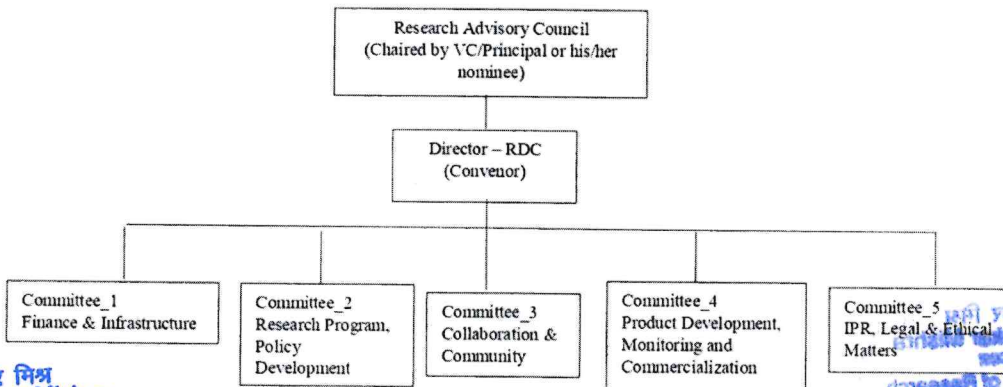 Research Advisory Council
(Chaired by VC/Principal or his/her
nominee)
Director – RDC
(Convenor)
Committee_1
Finance & Infrastructure
Committee_2
Research Program,
Policy
Development
Committee_3
Collaboration &
Community
Committee_4
Product Development,
Monitoring and
Commercialization
Committee_5
IPR, Legal & Ethical
Matters
मिश्र